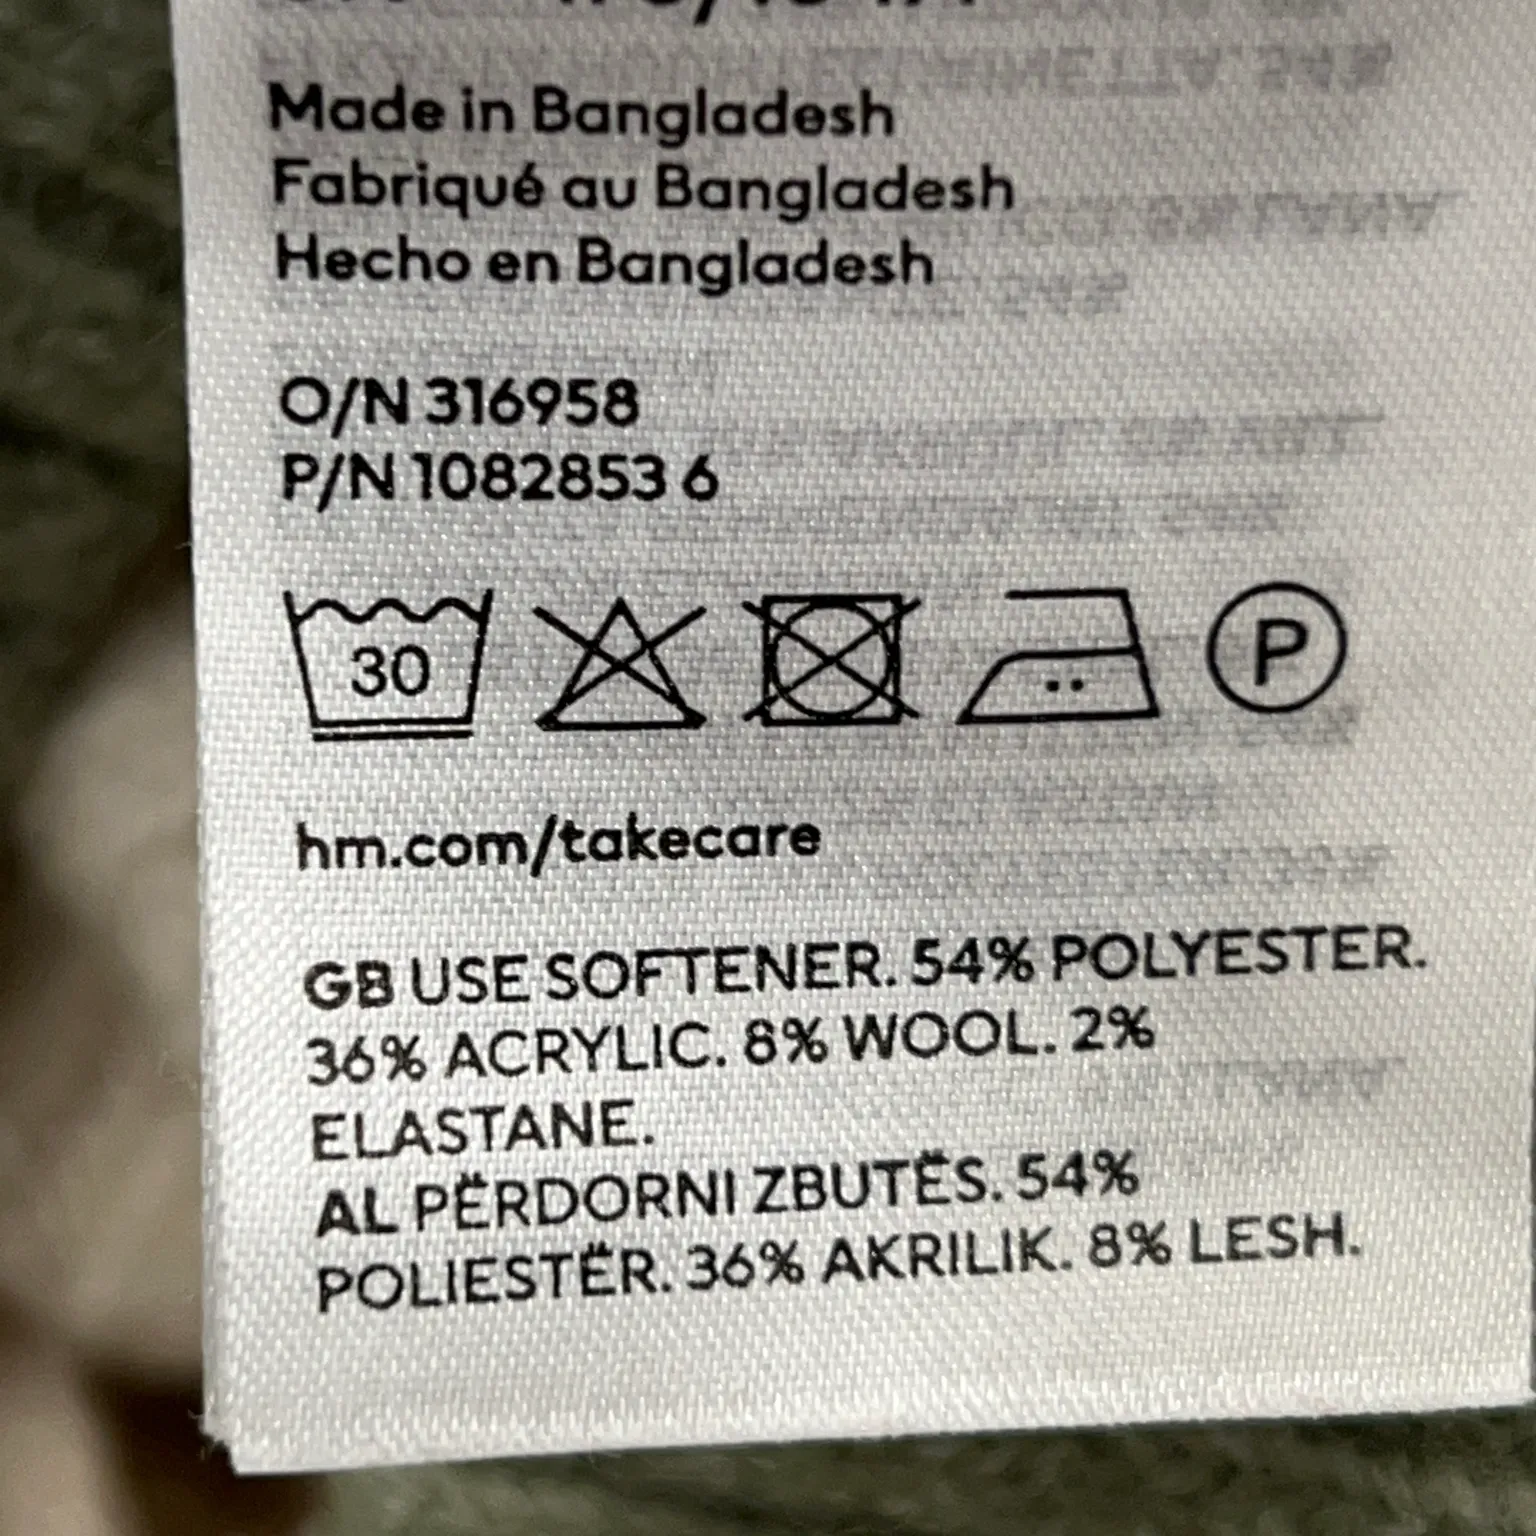 Made in Bangladesh
Fabriqué au Bangladesh
Hecho en Bangladesh
O/N 316958
P/N 1082853 6
30
P
hm.com/takecare
GB USE SOFTENER. 54% POLYESTER.
36% ACRYLIC. 8% WOOL. 2%
ELASTANE.
AL PËRDORNI ZBUTËS. 54%
POLIESTËR. 36% AKRILIK. 8% LESH.